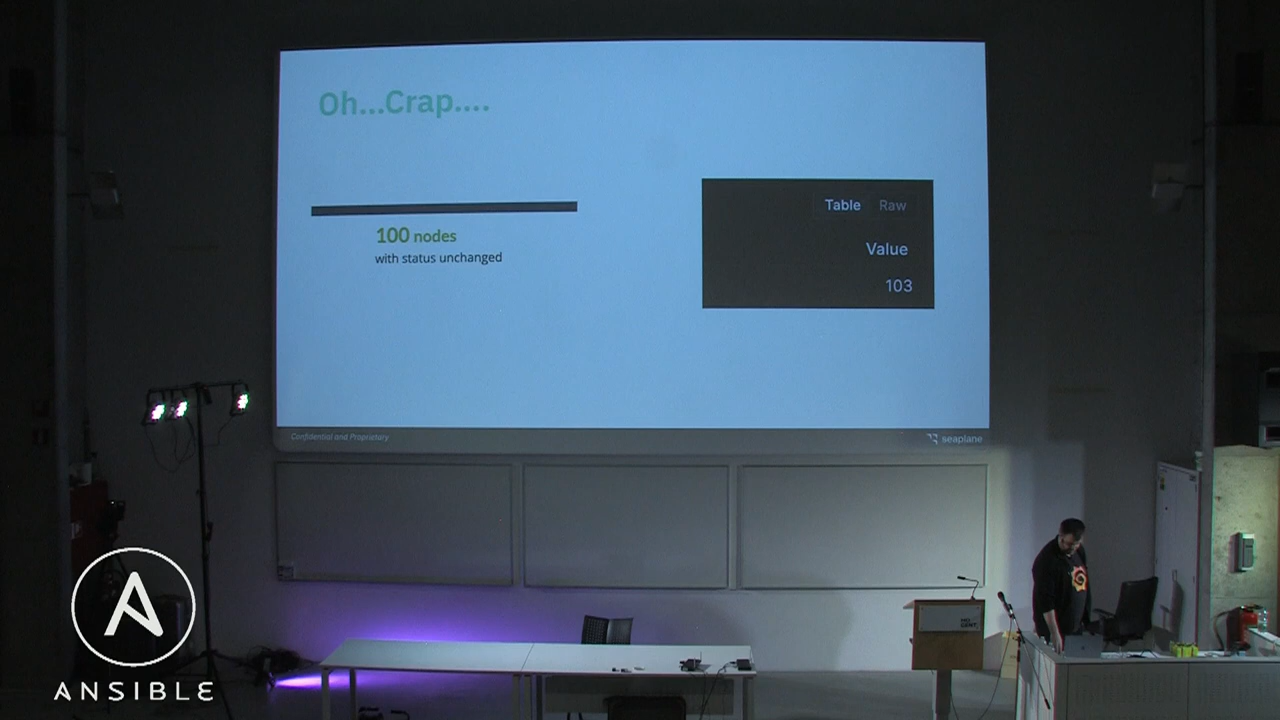 Oh...Crap....
100 nodes
with status unchanged
Table Raw
Value
103
Confidential and Proprietary
seaplane
ANSIBLE